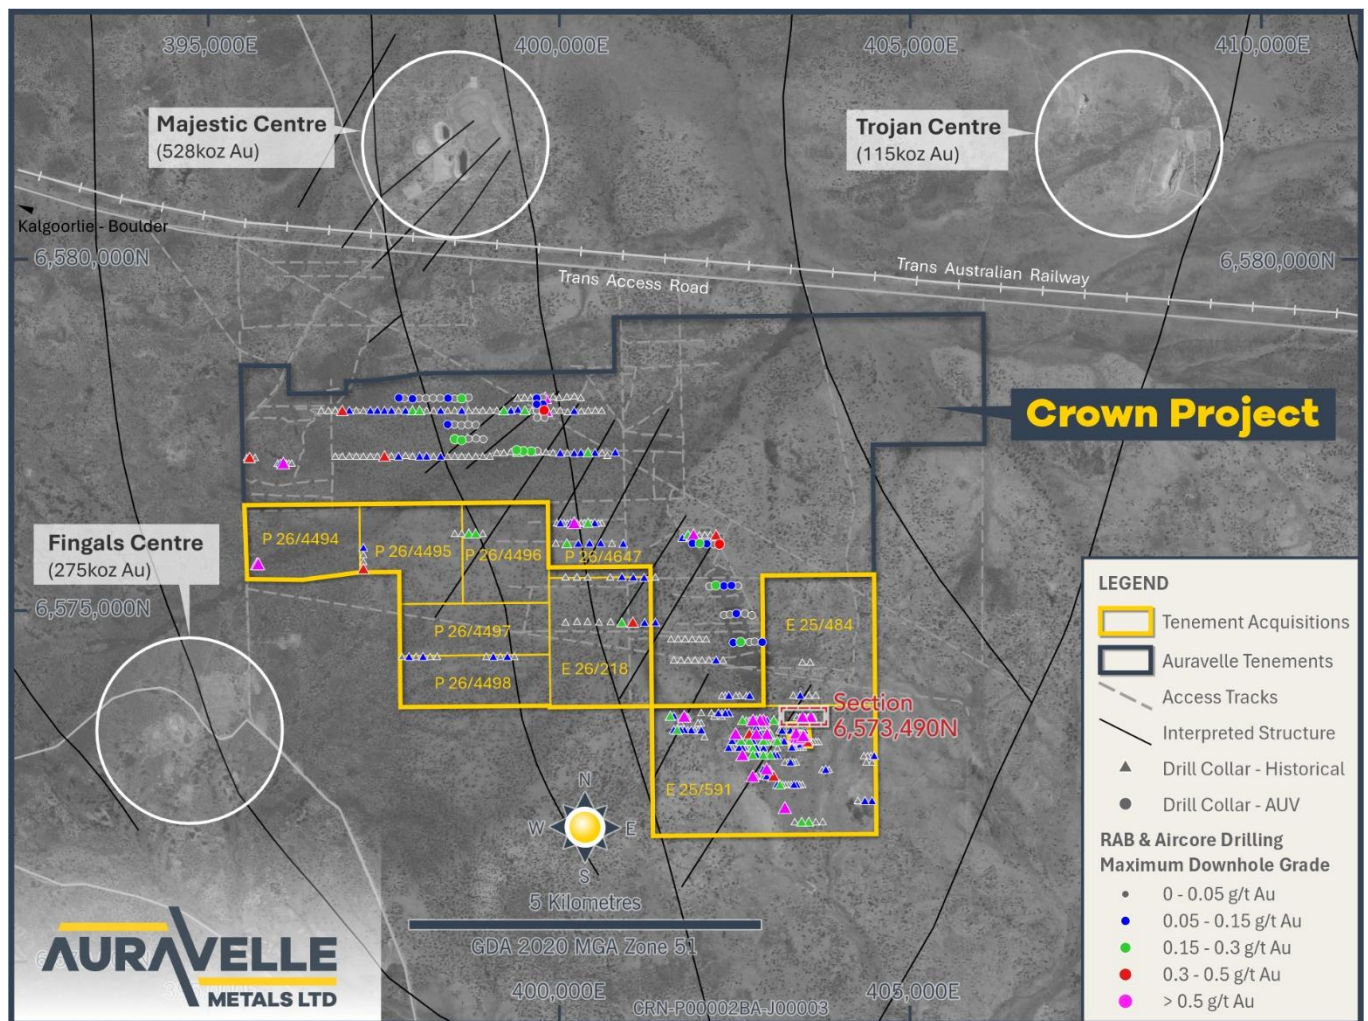 395,000E
400,000E
405,000E
410,000E
Majestic Centre
(528koz Au)
Trojan Centre
(115koz Au)
Kalgoorlie - Boulder
6,580,000N
6,580,000N
Trans Access Road
Trans Australian Railway
Crown Project
Fingals Centre
(275koz Au)
P 26/4494
P 26/4495
P 26/4496
P 26/4647
6,575,000N
P 26/4497
P 26/4498
E 26/218
E 25/484
Section
6,573,490N
E 25/591
N
W
E
S
5 Kilometres
GDA 2020 MGA Zone 51
400,000E
405,000E
CRN-P00002BA-J00003
AURAVELLE
METALS LTD
LEGEND
Tenement Acquisitions
Auravelle Tenements
Access Tracks
Interpreted Structure
Drill Collar - Historical
Drill Collar - AUV
RAB & Aircore Drilling
Maximum Downhole Grade
0 - 0.05 g/t Au
0.05 - 0.15 g/t Au
0.15 - 0.3 g/t Au
0.3 - 0.5 g/t Au
> 0.5 g/t Au